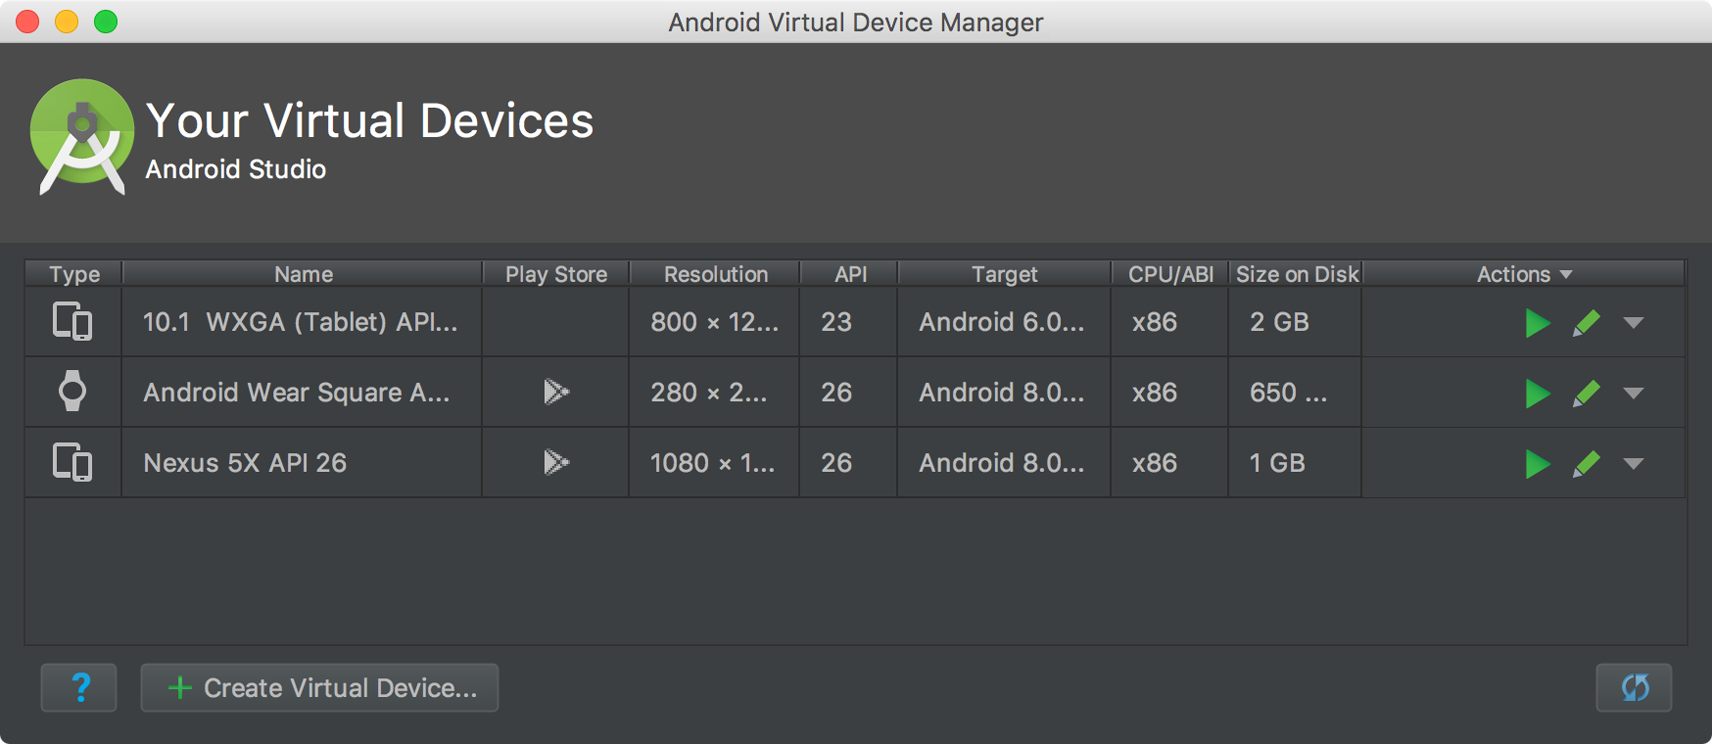 Android Virtual Device Manager
Your Virtual Devices
Android Studio
Type Name Play Store Resolution API Target CPU/ABI Size on Disk Actions
10.1 WXGA (Tablet) API... 800 × 12... 23 Android 6.0... x86 2 GB
Android Wear Square A... 280 × 2... 26 Android 8.0... x86 650 ...
Nexus 5X API 26 1080 × 1... 26 Android 8.0... x86 1 GB
? + Create Virtual Device...